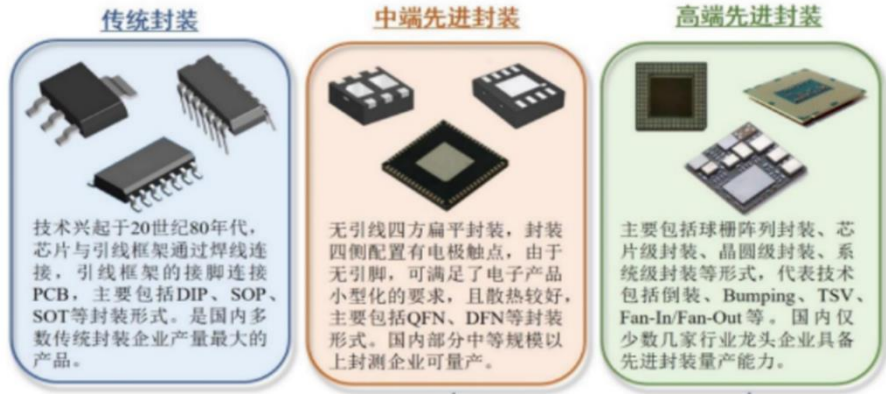 传统封装
技术兴起于20世纪80年代，
芯片与引线框架通过焊线连
接，引线框架的接脚连接
PCB，主要包括DIP、SOP、
SOT等封装形式。是国内多
数传统封装企业产量最大的
产品。
中端先进封装
无引线四方扁平封装，封装
四侧配置有电极触点，由于
无引脚，可满足了电子产品
小型化的要求，且散热较好，
主要包括QFN、DFN等封装
形式。国内部分中等规模以
上封测企业可量产。
高端先进封装
主要包括球栅阵列封装、芯
片级封装、晶圆级封装、系
统级封装等形式，代表技术
包括倒装、Bumping、TSV、
Fan-In/Fan-Out等。国内仅
少数几家行业龙头企业具备
先进封装量产能力。